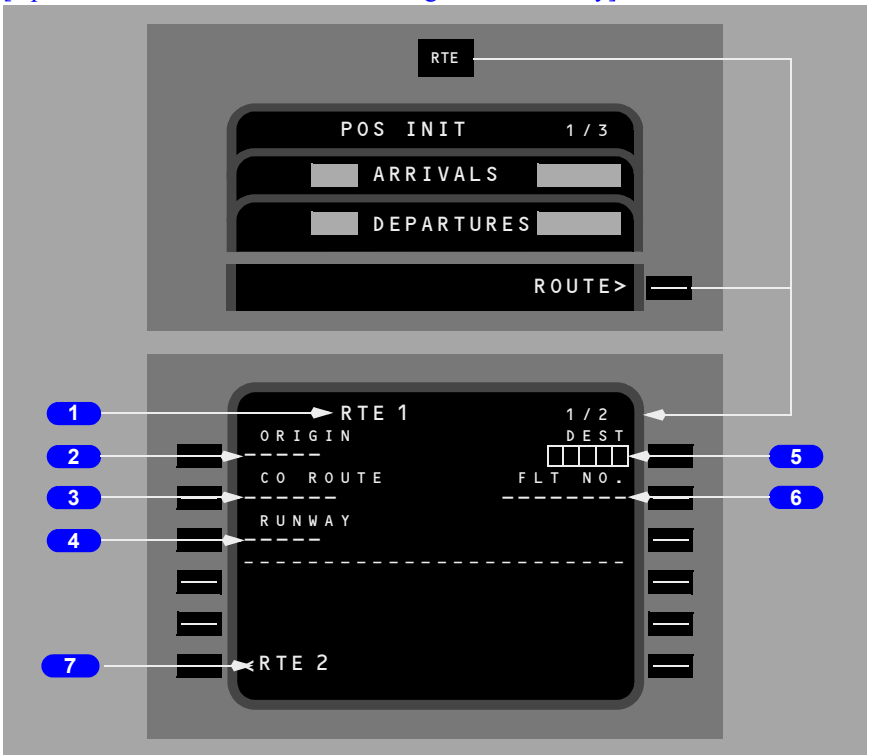 RTE
POS INIT 1/3
ARRIVALS
DEPARTURES
ROUTE>
1 RTE 1 1/2
ORIGIN DEST
2 ----- 5
CO ROUTE FLT NO.
3 ------ -------- 6
RUNWAY
4 -----
------------------------
7 <RTE 2